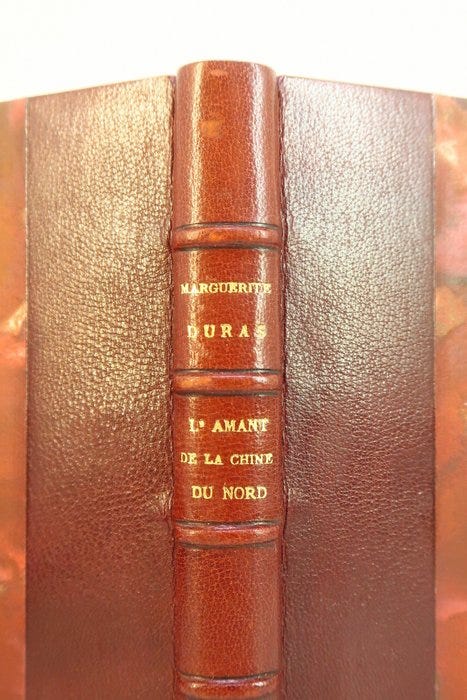 MARGUERITE
DURAS
L' AMANT
DE LA CHINE
DU NORD